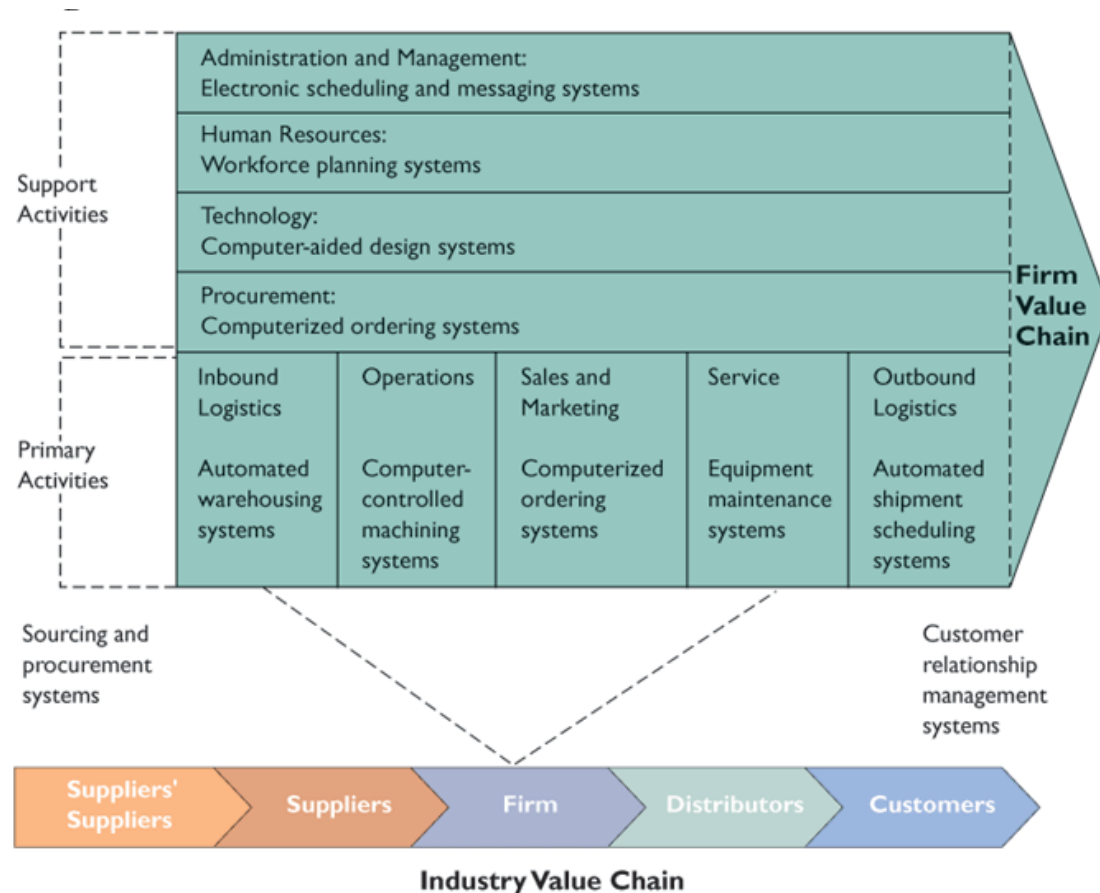 Administration and Management:
Electronic scheduling and messaging systems
Human Resources:
Workforce planning systems
Support
Activities
Technology:
Computer-aided design systems
Procurement:
Computerized ordering systems
Firm
Value
Chain
Primary
Activities
Inbound
Logistics
Automated
warehousing
systems
Operations
Computer-
controlled
machining
systems
Sales and
Marketing
Computerized
ordering
systems
Service
Equipment
maintenance
systems
Outbound
Logistics
Automated
shipment
scheduling
systems
Sourcing and
procurement
systems
Customer
relationship
management
systems
Suppliers'
Suppliers
Suppliers
Firm
Distributors
Customers
Industry Value Chain